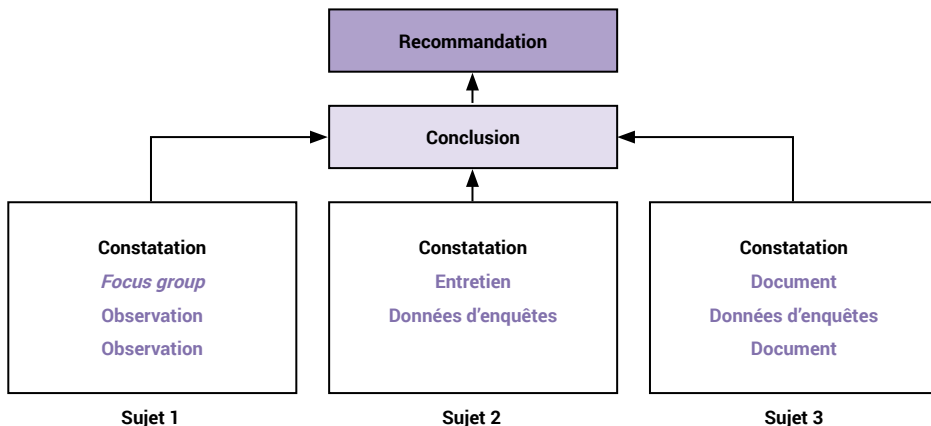 Recommandation
Conclusion
Constatation
Focus group
Observation
Observation
Sujet 1
Constatation
Entretien
Données d’enquêtes
Sujet 2
Constatation
Document
Données d’enquêtes
Document
Sujet 3